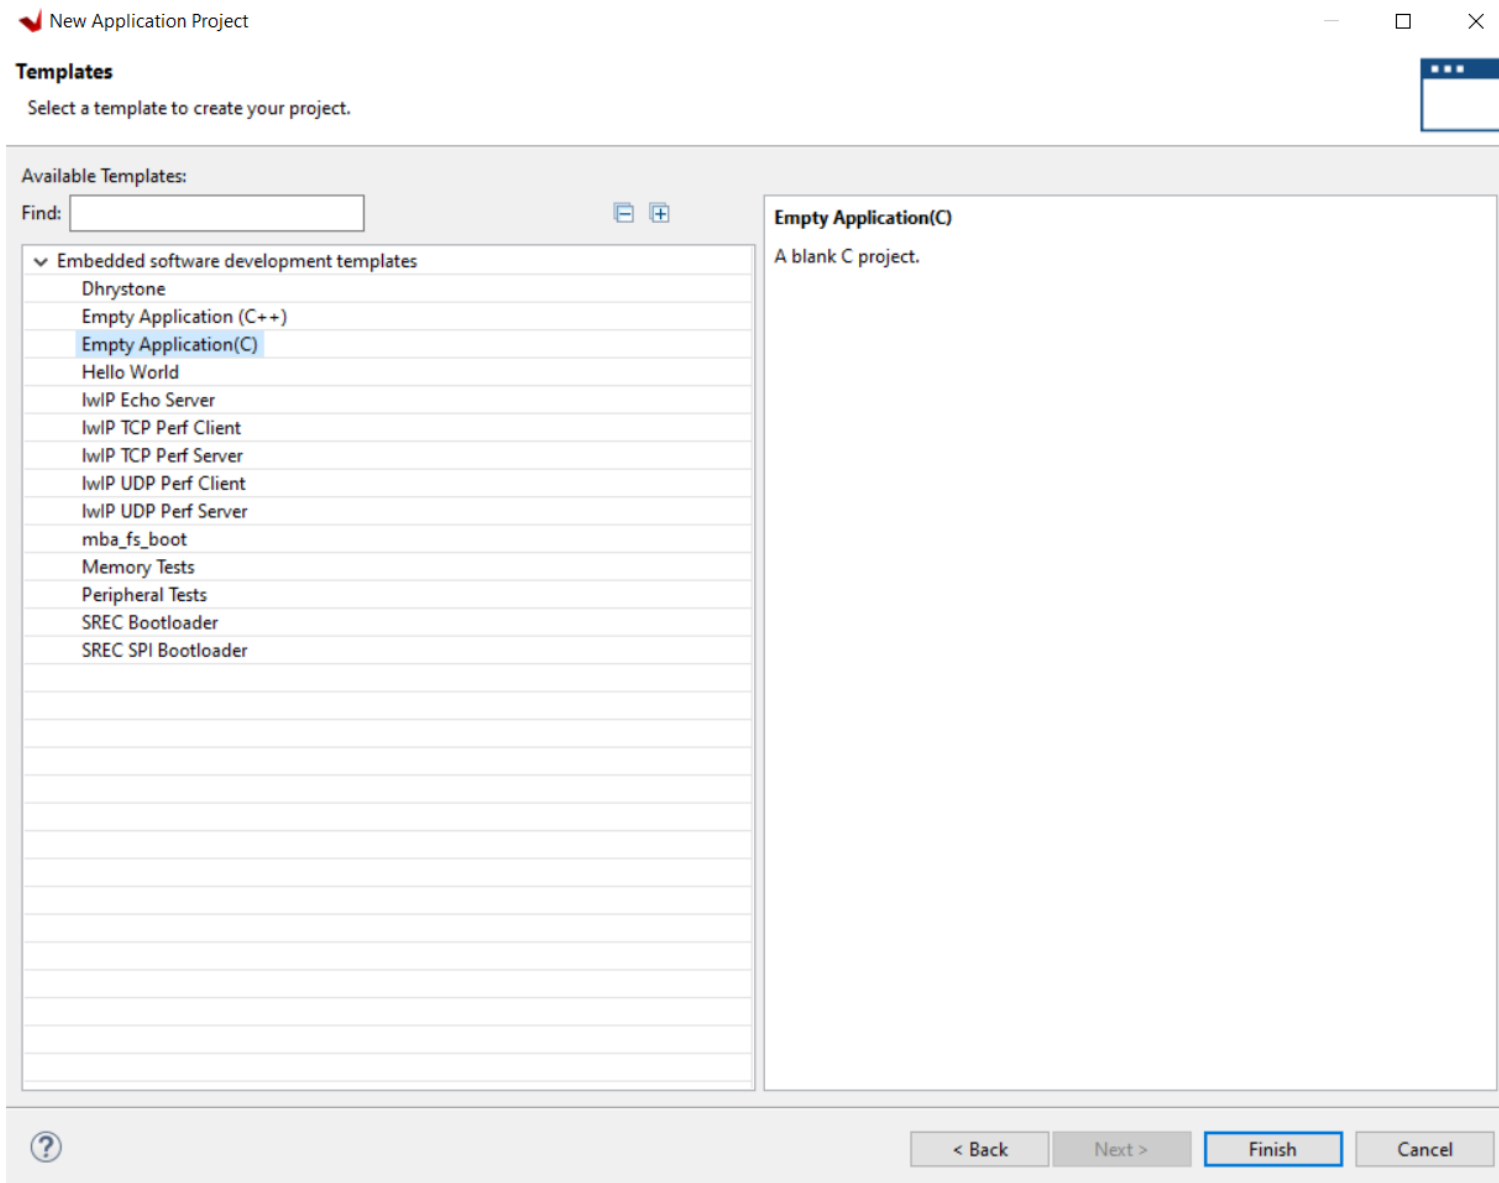 New Application Project
Templates
Select a template to create your project.
Available Templates:
Find:
Embedded software development templates
Dhrystone
Empty Application (C++)
Empty Application(C)
Hello World
lwIP Echo Server
lwIP TCP Perf Client
lwIP TCP Perf Server
lwIP UDP Perf Client
lwIP UDP Perf Server
mba_fs_boot
Memory Tests
Peripheral Tests
SREC Bootloader
SREC SPI Bootloader
Empty Application(C)
A blank C project.
?
< Back
Next >
Finish
Cancel